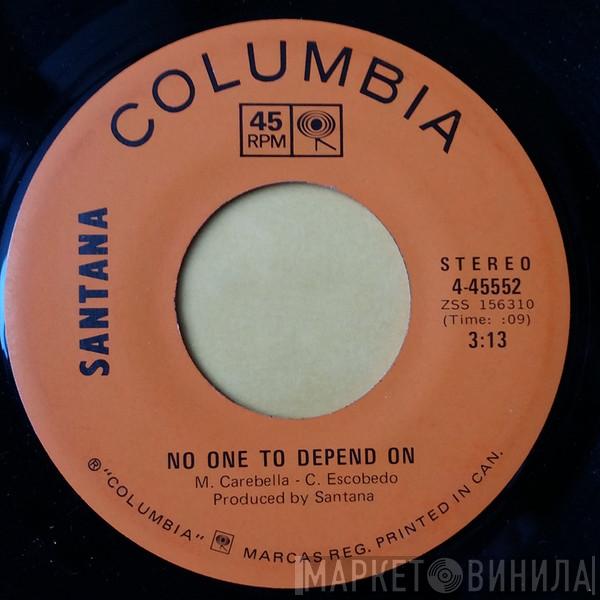 COLUMBIA
45
RPM
SANTANA
STEREO
4-45552
ZSS 156310
(Time: :09)
3:13
NO ONE TO DEPEND ON
M. Carebella - C. Escobedo
Produced by Santana
® "COLUMBIA" MARCAS REG. PRINTED IN CAN.
МАРКЕТ ВИНИЛА